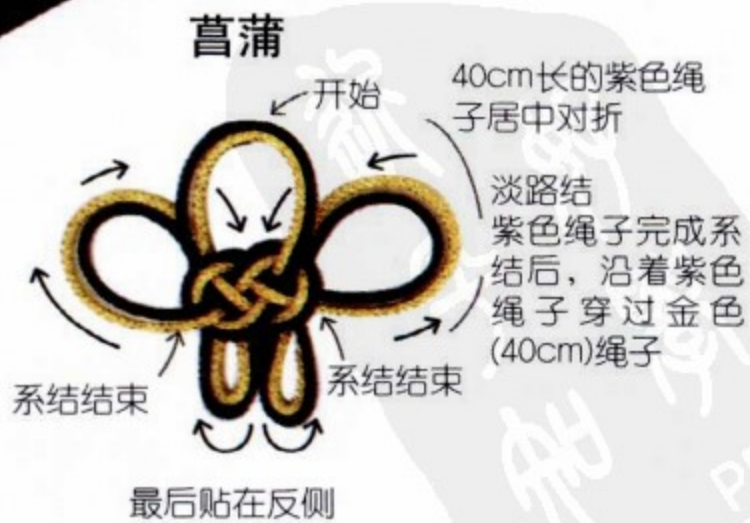 菖蒲
开始
40cm长的紫色绳
子居中对折
淡路结
紫色绳子完成系
结后，沿着紫色
绳子穿过金色
(40cm)绳子
系结结束
系结结束
最后贴在反侧